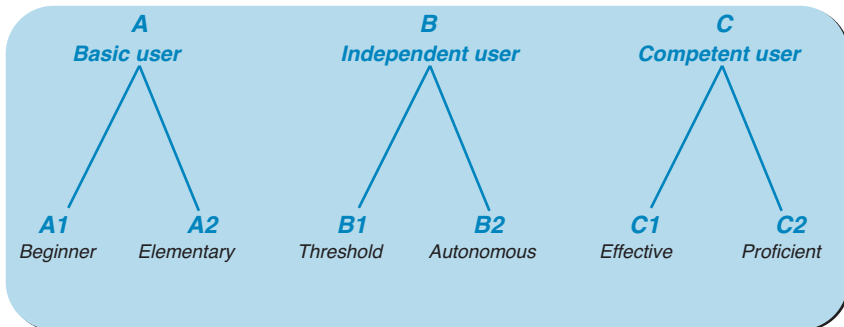 A B C
Basic user Independent user Competent user
A1 A2 B1 B2 C1 C2
Beginner Elementary Threshold Autonomous Effective Proficient